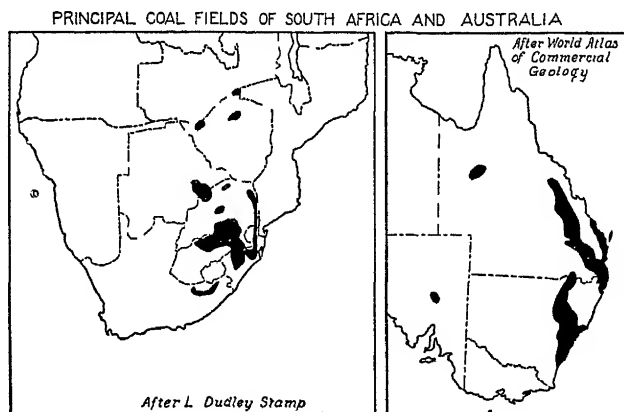 PRINCIPAL COAL FIELDS OF SOUTH AFRICA AND AUSTRALIA
After World Atlas
of Commercial
Geology
After L Dudley Stamp